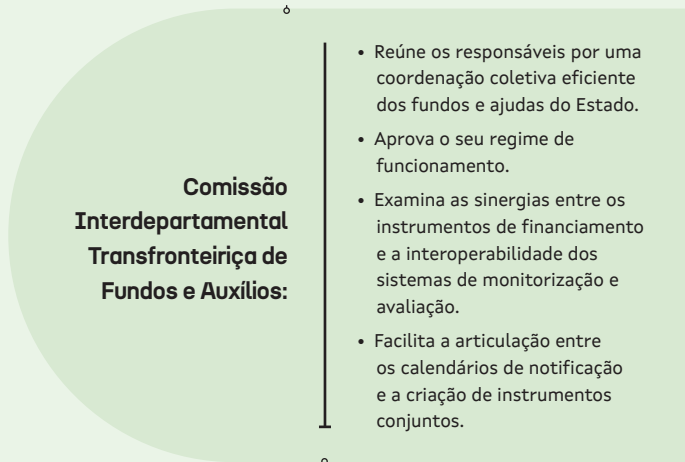 Comissão
Interdepartamental
Transfronteiriça de
Fundos e Auxílios:
• Reúne os responsáveis por uma
coordenação coletiva eficiente
dos fundos e ajudas do Estado.
• Aprova o seu regime de
funcionamento.
• Examina as sinergias entre os
instrumentos de financiamento
e a interoperabilidade dos
sistemas de monitorização e
avaliação.
• Facilita a articulação entre
os calendários de notificação
e a criação de instrumentos
conjuntos.